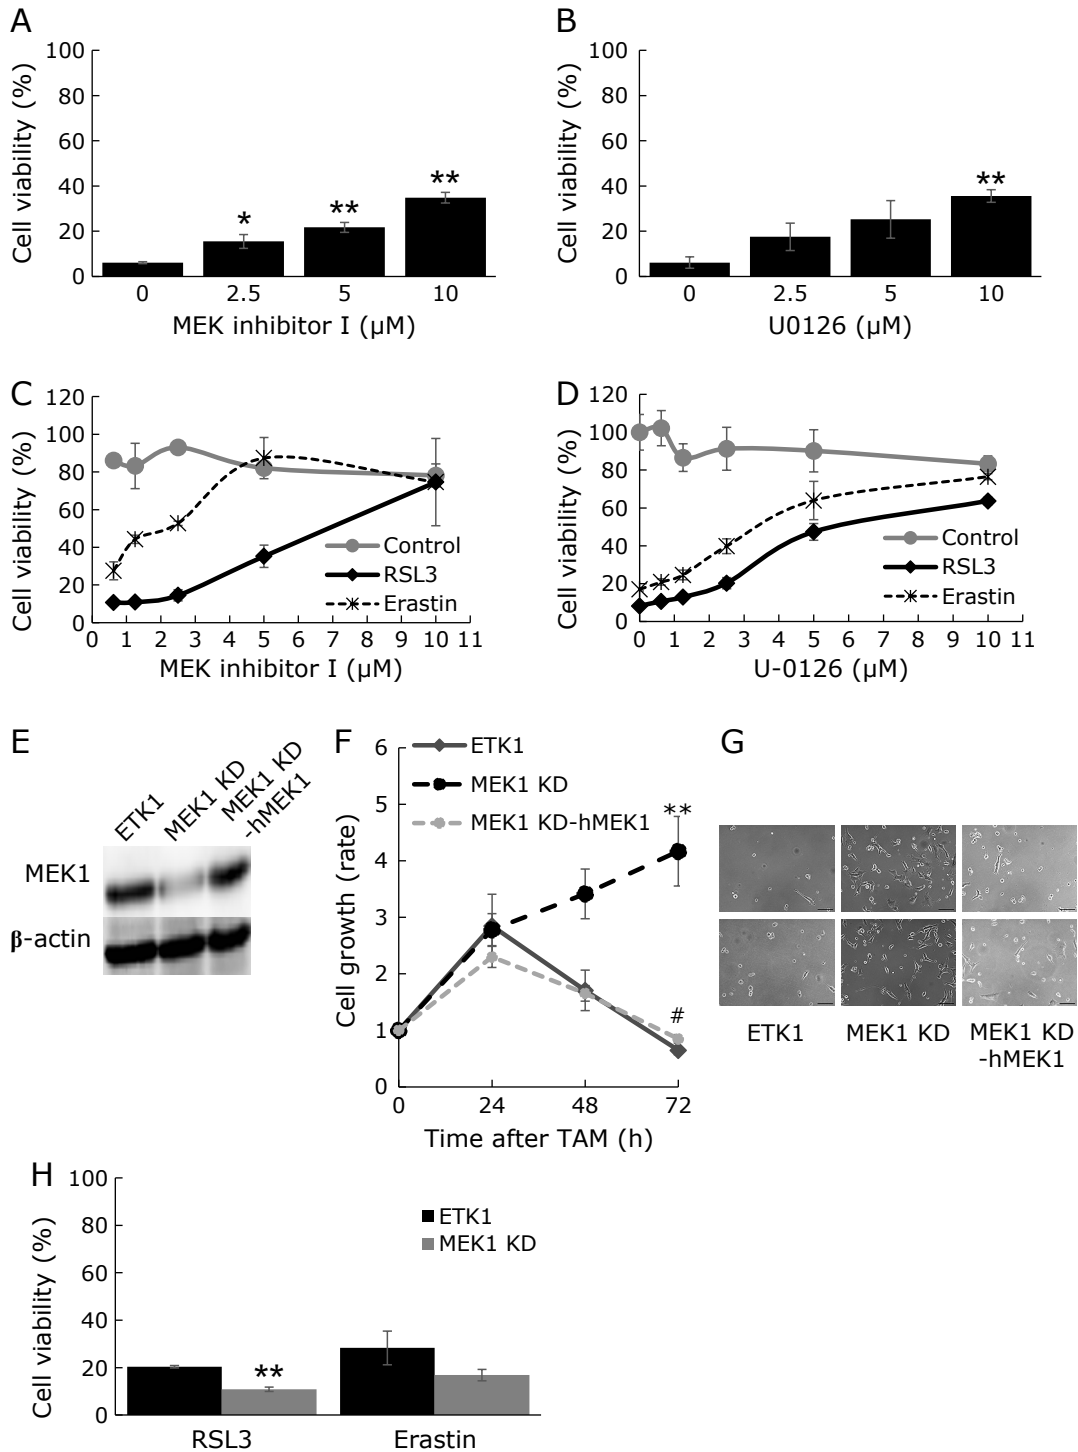 A
Cell viability (%)
100
80
60
40
20
0
*
**
**
0 2.5 5 10
MEK inhibitor I (μM)
B
Cell viability (%)
100
80
60
40
20
0
**
0 2.5 5 10
U0126 (μM)
C
Cell viability (%)
120
100
80
60
40
20
0
Control
RSL3
Erastin
0 1 2 3 4 5 6 7 8 9 10 11
MEK inhibitor I (μM)
D
Cell viability (%)
120
100
80
60
40
20
0
Control
RSL3
Erastin
0 1 2 3 4 5 6 7 8 9 10 11
U-0126 (μM)
E
ETK1
MEK1 KD
MEK1 KD
-hMEK1
MEK1
β-actin
F
Cell growth (rate)
6
5
4
3
2
1
0
ETK1
MEK1 KD
MEK1 KD-hMEK1
**
#
0 24 48 72
Time after TAM (h)
G
ETK1
MEK1 KD
MEK1 KD
-hMEK1
H
Cell viability (%)
100
80
60
40
20
0
ETK1
MEK1 KD
**
RSL3 Erastin